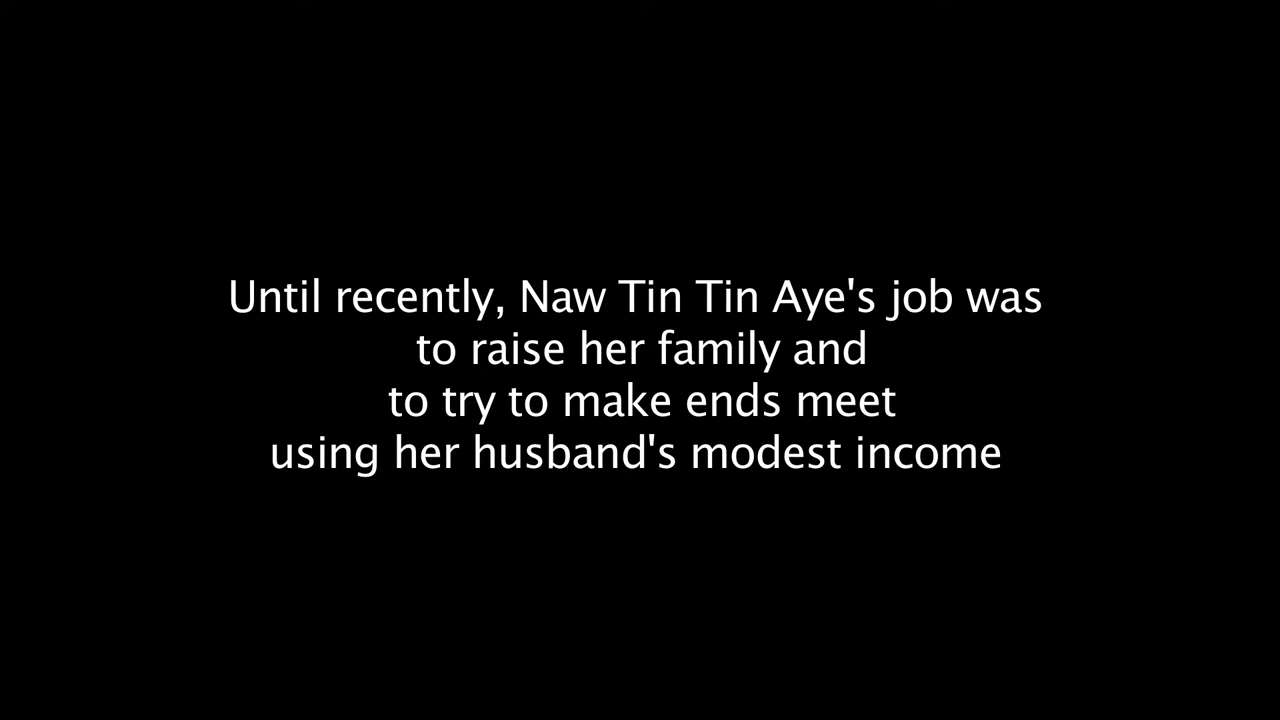 Until recently, Naw Tin Tin Aye's job was
to raise her family and
to try to make ends meet
using her husband's modest income